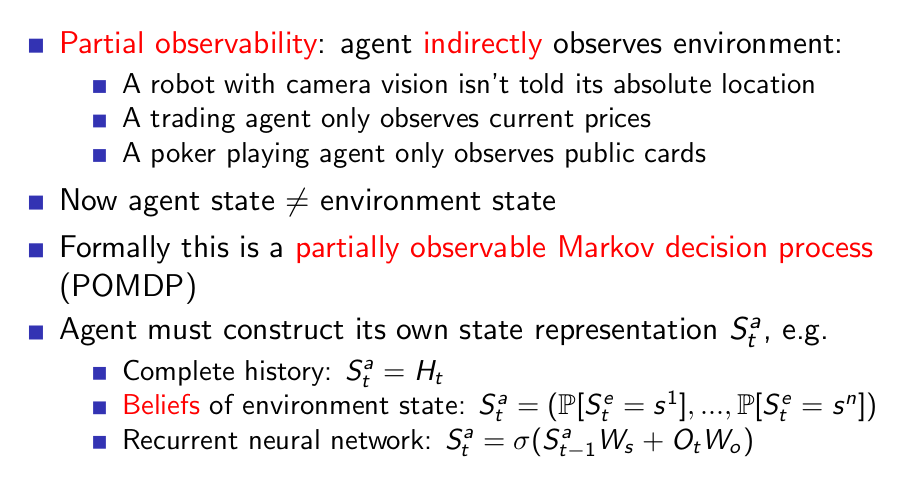 Partial observability: agent indirectly observes environment:
A robot with camera vision isn't told its absolute location
A trading agent only observes current prices
A poker playing agent only observes public cards
Now agent state ≠ environment state
Formally this is a partially observable Markov decision process
(POMDP)
Agent must construct its own state representation $S_t^a$, e.g.
Complete history: $S_t^a = H_t$
Beliefs of environment state: $S_t^a = (\mathbb{P}[S_t^e = s^1], ..., \mathbb{P}[S_t^e = s^n])$
Recurrent neural network: $S_t^a = \sigma(S_{t-1}^a W_s + O_t W_o)$